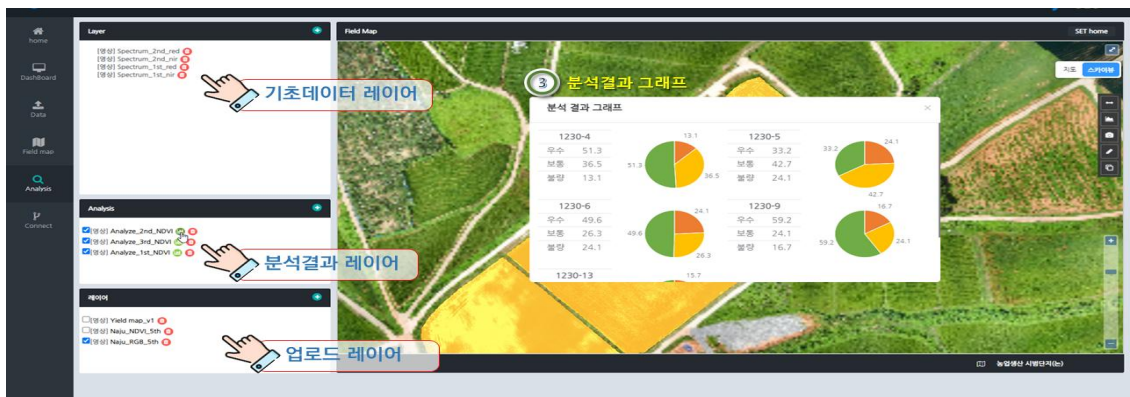 home
DashBoard
Data
Field map
Analysis
Connect
Layer
[영상] Spectrum_2nd_red
[영상] Spectrum_2nd_nir
[영상] Spectrum_1st_red
[영상] Spectrum_1st_nir
기초데이터 레이어
Analysis
[영상] Analyze_2nd_NDVI
[영상] Analyze_3rd_NDVI
[영상] Analyze_1st_NDVI
분석결과 레이어
레이어
[영상] Yield map_v1
[영상] Naju_NDVI_5th
[영상] Naju_RGB_5th
업로드 레이어
Field Map
SET home
지도 스카이뷰
③ 분석결과 그래프
분석 결과 그래프 ×
1230-4
우수 51.3
보통 36.5
불량 13.1
13.1
51.3
36.5
1230-5
우수 33.2
보통 42.7
불량 24.1
33.2
24.1
42.7
1230-6
우수 49.6
보통 26.3
불량 24.1
24.1
49.6
26.3
1230-9
우수 59.2
보통 24.1
불량 16.7
16.7
59.2
24.1
1230-13
15.7
농업생산 시범단지(논)